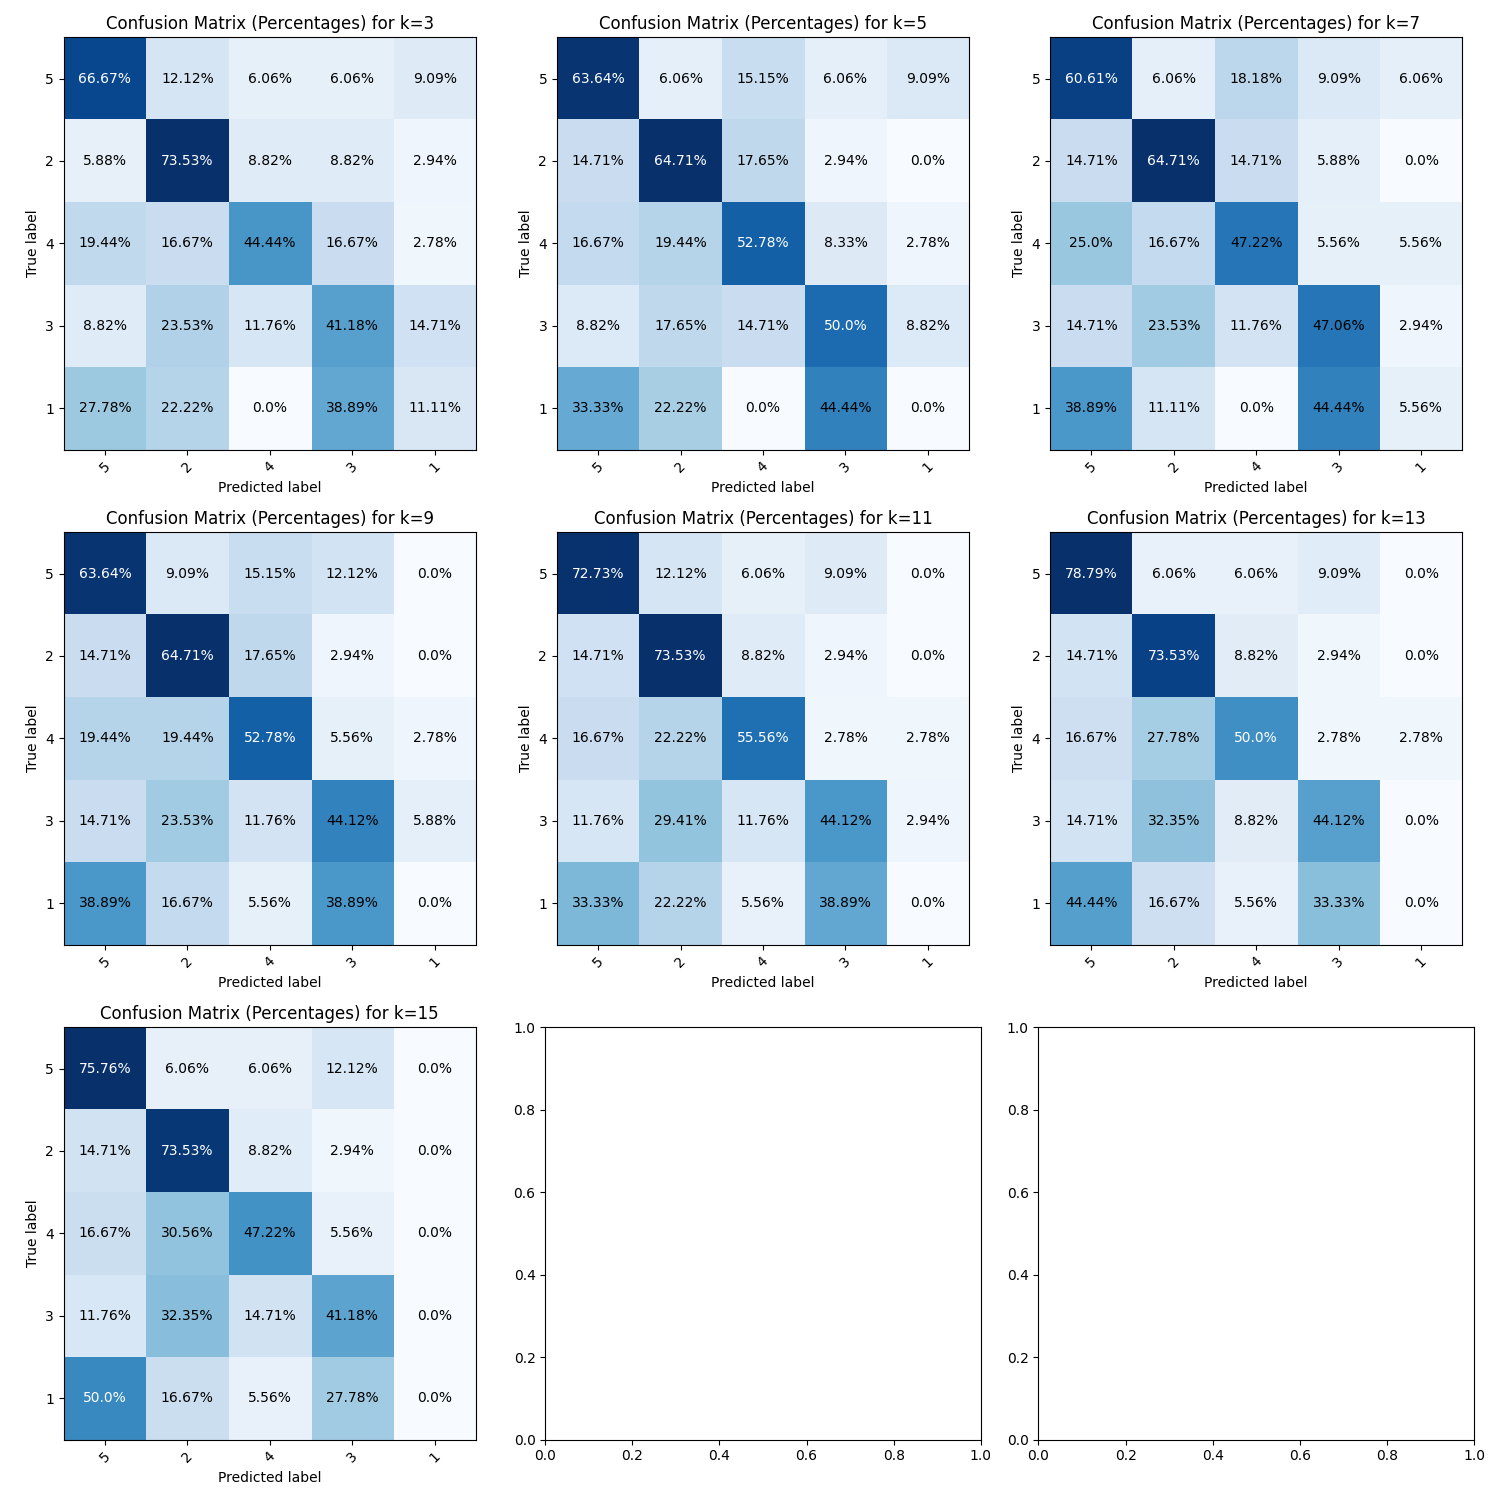 Confusion Matrix (Percentages) for k=3
5 66.67% 12.12% 6.06% 6.06% 9.09%
2 5.88% 73.53% 8.82% 8.82% 2.94%
4 19.44% 16.67% 44.44% 16.67% 2.78%
3 8.82% 23.53% 11.76% 41.18% 14.71%
1 27.78% 22.22% 0.0% 38.89% 11.11%
5 2 4 3 1
True label
Predicted label
Confusion Matrix (Percentages) for k=5
5 63.64% 6.06% 15.15% 6.06% 9.09%
2 14.71% 64.71% 17.65% 2.94% 0.0%
4 16.67% 19.44% 52.78% 8.33% 2.78%
3 8.82% 17.65% 14.71% 50.0% 8.82%
1 33.33% 22.22% 0.0% 44.44% 0.0%
5 2 4 3 1
True label
Predicted label
Confusion Matrix (Percentages) for k=7
5 60.61% 6.06% 18.18% 9.09% 6.06%
2 14.71% 64.71% 14.71% 5.88% 0.0%
4 25.0% 16.67% 47.22% 5.56% 5.56%
3 14.71% 23.53% 11.76% 47.06% 2.94%
1 38.89% 11.11% 0.0% 44.44% 5.56%
5 2 4 3 1
True label
Predicted label
Confusion Matrix (Percentages) for k=9
5 63.64% 9.09% 15.15% 12.12% 0.0%
2 14.71% 64.71% 17.65% 2.94% 0.0%
4 19.44% 19.44% 52.78% 5.56% 2.78%
3 14.71% 23.53% 11.76% 44.12% 5.88%
1 38.89% 16.67% 5.56% 38.89% 0.0%
5 2 4 3 1
True label
Predicted label
Confusion Matrix (Percentages) for k=11
5 72.73% 12.12% 6.06% 9.09% 0.0%
2 14.71% 73.53% 8.82% 2.94% 0.0%
4 16.67% 22.22% 55.56% 2.78% 2.78%
3 11.76% 29.41% 11.76% 44.12% 2.94%
1 33.33% 22.22% 5.56% 38.89% 0.0%
5 2 4 3 1
True label
Predicted label
Confusion Matrix (Percentages) for k=13
5 78.79% 6.06% 6.06% 9.09% 0.0%
2 14.71% 73.53% 8.82% 2.94% 0.0%
4 16.67% 27.78% 50.0% 2.78% 2.78%
3 14.71% 32.35% 8.82% 44.12% 0.0%
1 44.44% 16.67% 5.56% 33.33% 0.0%
5 2 4 3 1
True label
Predicted label
Confusion Matrix (Percentages) for k=15
5 75.76% 6.06% 6.06% 12.12% 0.0%
2 14.71% 73.53% 8.82% 2.94% 0.0%
4 16.67% 30.56% 47.22% 5.56% 0.0%
3 11.76% 32.35% 14.71% 41.18% 0.0%
1 50.0% 16.67% 5.56% 27.78% 0.0%
5 2 4 3 1
True label
Predicted label
1.0
0.8
0.6
0.4
0.2
0.0
0.0 0.2 0.4 0.6 0.8 1.0
1.0
0.8
0.6
0.4
0.2
0.0
0.0 0.2 0.4 0.6 0.8 1.0